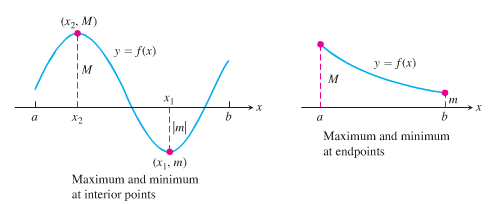 (x₂, M)
y = f(x)
M
x₁
x
a
x₂
b
|m|
(x₁, m)
Maximum and minimum
at interior points
y = f(x)
M
m
x
a
b
Maximum and minimum
at endpoints